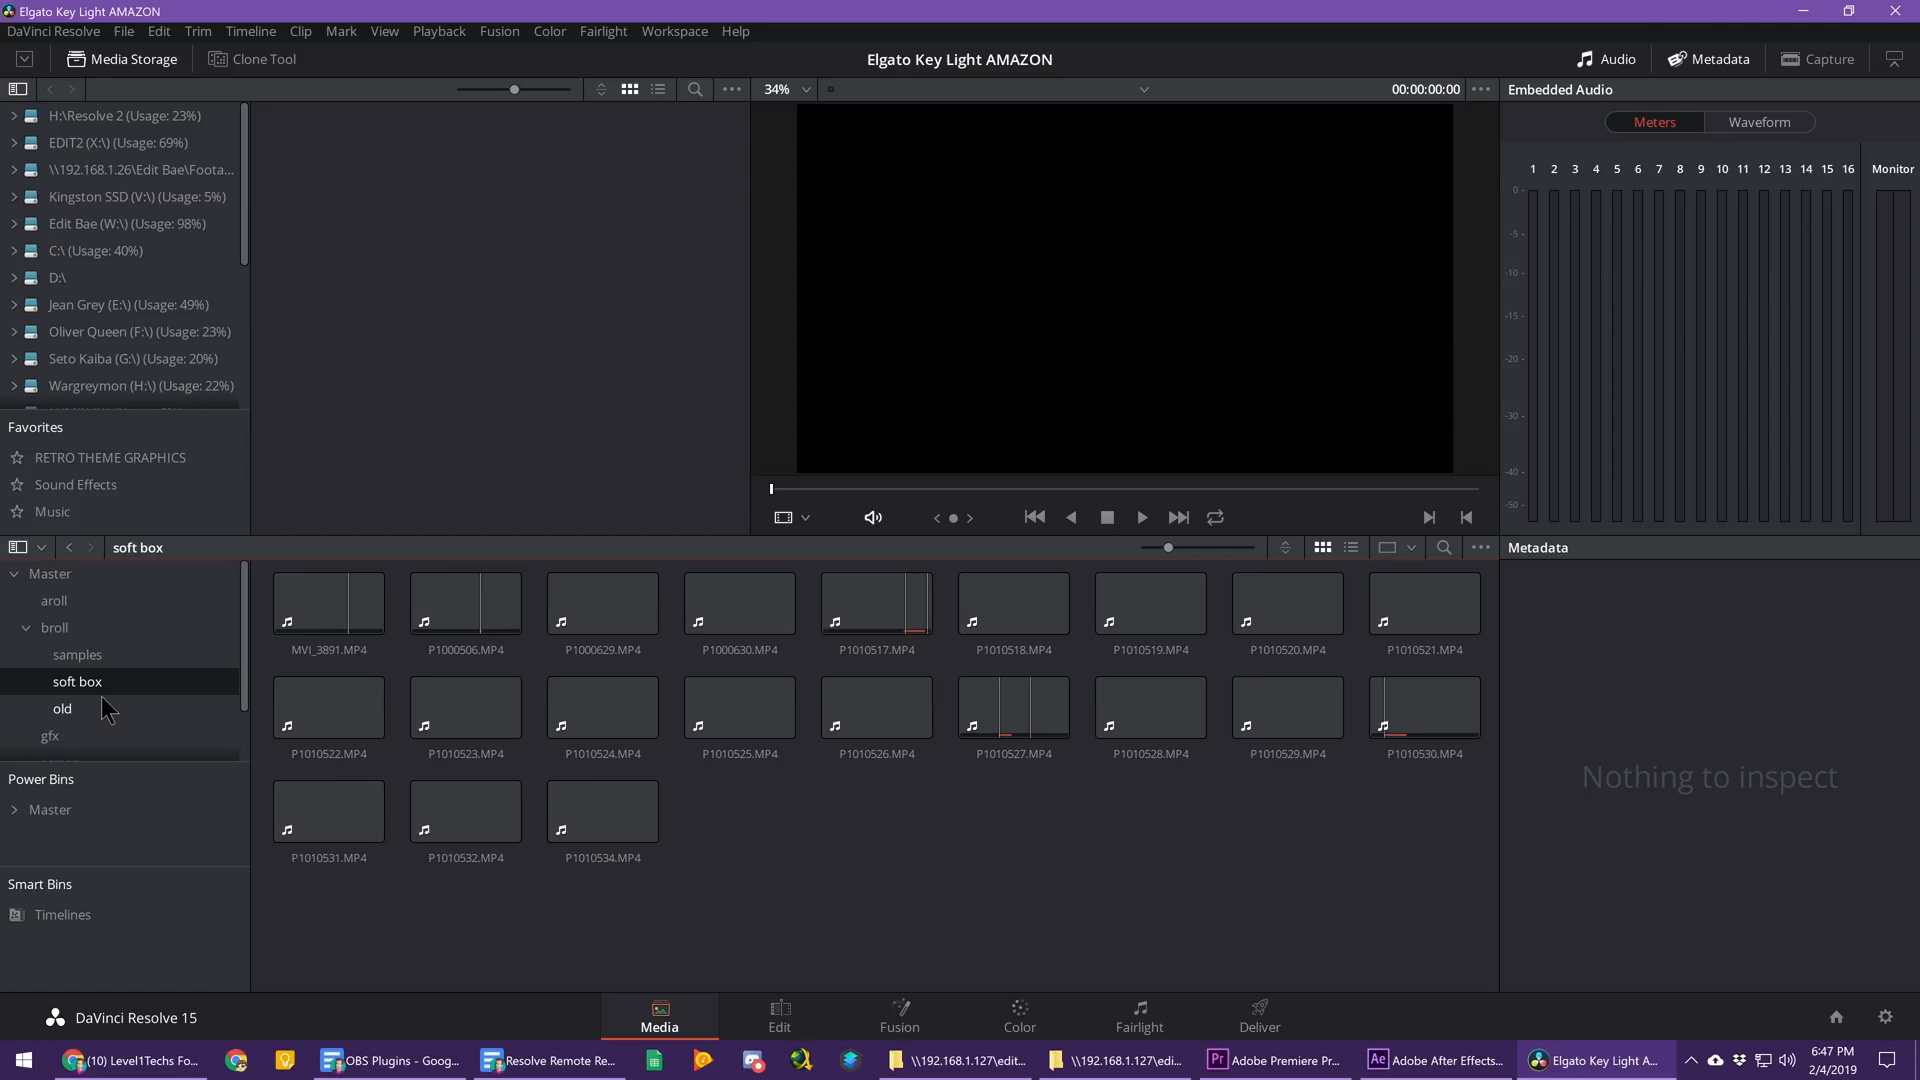 Elgato Key Light AMAZON
DaVinci Resolve File Edit Trim Timeline Clip Mark View Playback Fusion Color Fairlight Workspace Help
Media Storage Clone Tool Elgato Key Light AMAZON Audio Metadata Capture
34% 00:00:00:00 Embedded Audio
H:\Resolve 2 (Usage: 23%)
EDIT2 (X:\) (Usage: 69%)
\\192.168.1.26\Edit Bae\Foota...
Kingston SSD (V:\) (Usage: 5%)
Edit Bae (W:\) (Usage: 98%)
C:\ (Usage: 40%)
D:\
Jean Grey (E:\) (Usage: 49%)
Oliver Queen (F:\) (Usage: 23%)
Seto Kaiba (G:\) (Usage: 20%)
Wargreymon (H:\) (Usage: 22%)
Favorites
RETRO THEME GRAPHICS
Sound Effects
Music
Meters Waveform
1 2 3 4 5 6 7 8 9 10 11 12 13 14 15 16 Monitor
0 -
-5 -
-10 -
-15 -
-20 -
-30 -
-40 -
-50 -
soft box
Metadata
Master
aroll
broll
samples
soft box
old
gfx
Power Bins
Master
Smart Bins
Timelines
MVI_3891.MP4 P1000506.MP4 P1000629.MP4 P1000630.MP4 P1010517.MP4 P1010518.MP4 P1010519.MP4 P1010520.MP4 P1010521.MP4
P1010522.MP4 P1010523.MP4 P1010524.MP4 P1010525.MP4 P1010526.MP4 P1010527.MP4 P1010528.MP4 P1010529.MP4 P1010530.MP4
P1010531.MP4 P1010532.MP4 P1010534.MP4
Nothing to inspect
DaVinci Resolve 15 Media Edit Fusion Color Fairlight Deliver
(10) Level1Techs Fo... OBS Plugins - Goog... Resolve Remote Re... \\192.168.1.127\edit... \\192.168.1.127\edi... Pr Adobe Premiere Pr... Ae Adobe After Effects... Elgato Key Light A... 6:47 PM
2/4/2019